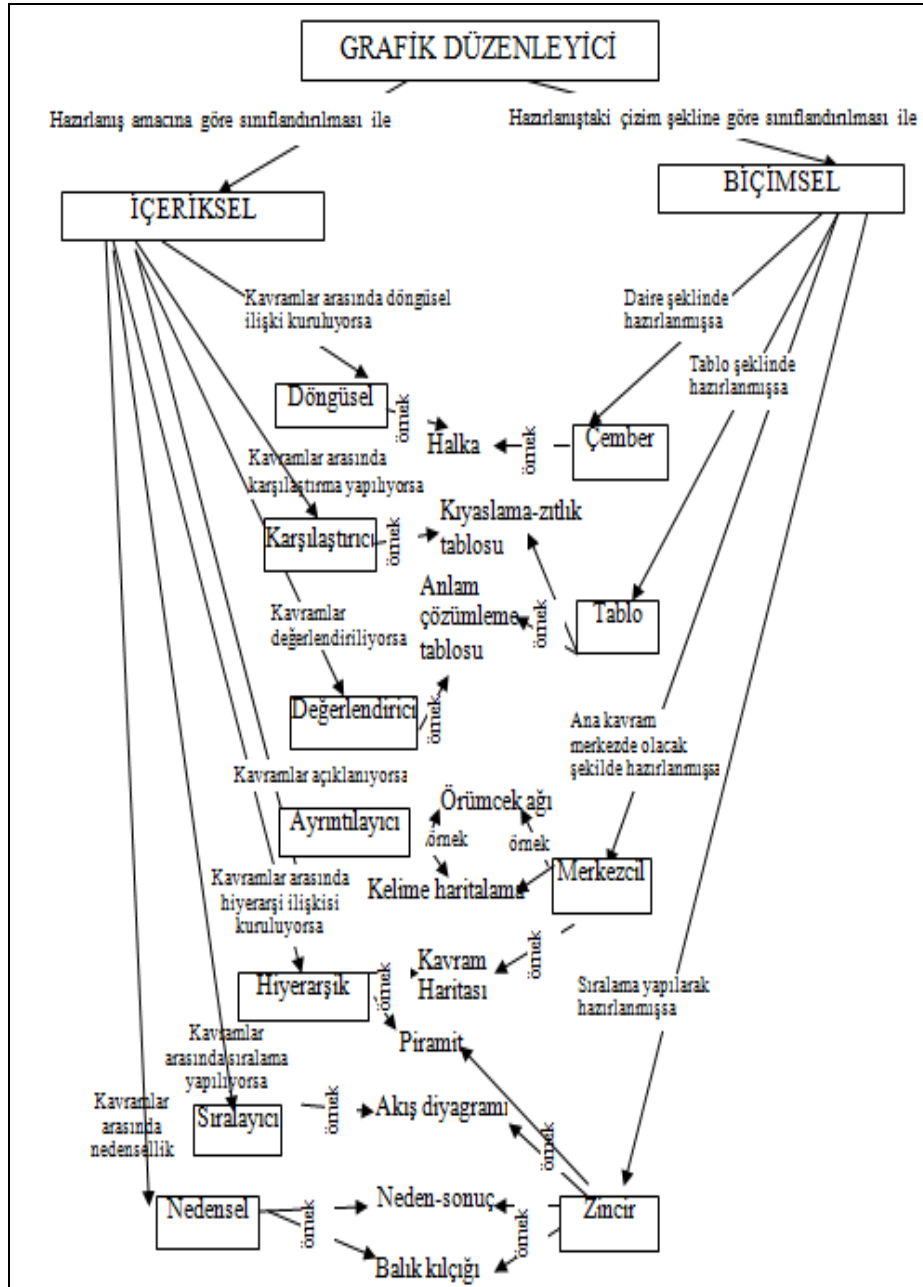 GRAFİK DÜZENLEYİCİ
Hazırlanış amacına göre sınıflandırılması ile
Hazırlanıştaki çizim şekline göre sınıflandırılması ile
İÇERİKSEL
BİÇİMSEL
Kavramlar arasında döngüsel
ilişki kuruluyorsa
Daire şeklinde
hazırlanmışsa
Tablo şeklinde
hazırlanmışsa
Döngüsel
örnek
Halka
örnek
Çember
Kavramlar arasında
karşılaştırma yapılıyorsa
Karşılaştırıcı
örnek
Kıyaslama-zıtlık
tablosu
Anlam
çözümleme
tablosu
örnek
Tablo
Kavramlar
değerlendiriliyorsa
Değerlendirici
örnek
Ana kavram
merkezde olacak
şekilde hazırlanmışsa
Kavramlar açıklanıyorsa
Ayrıntılayıcı
Örümcek ağı
örnek
örnek
Kelime haritalama
Merkezcil
Kavramlar arasında
hiyerarşi ilişkisi
kuruluyorsa
Hiyerarşik
örnek
Kavram
Haritası
örnek
Sıralama yapılarak
hazırlanmışsa
Piramit
Kavramlar
arasında sıralama
yapılıyorsa
Sıralayıcı
örnek
Akış diyagramı
örnek
Kavramlar
arasında
nedensellik
Nedensel
örnek
Neden-sonuç
örnek
Zincir
Balık kılçığı